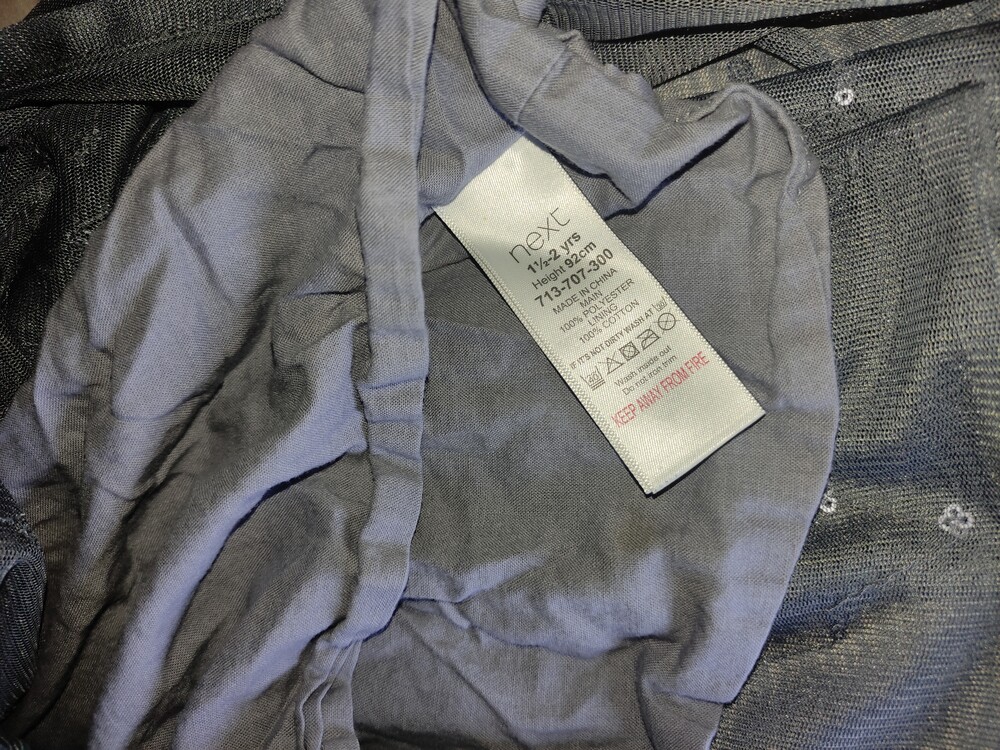 next
1½-2 yrs
Height 92cm
713-707-300
MADE IN CHINA
MAIN
100% POLYESTER
LINING
100% COTTON
IF IT'S NOT DIRTY WASH AT 30
Wash inside out
Do not iron trim
KEEP AWAY FROM FIRE